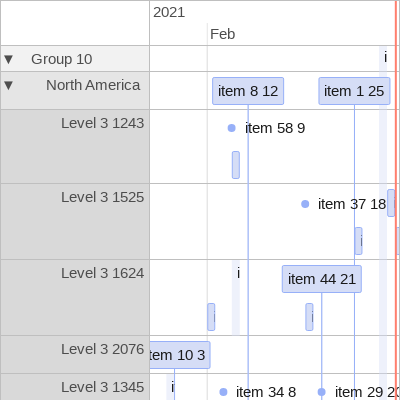 2021
Feb
▼ Group 10
i
▼ North America
item 8 12
item 1 25
Level 3 1243
item 58 9
Level 3 1525
item 37 18
i
Level 3 1624
i
item 44 21
i
i
Level 3 2076
item 10 3
Level 3 1345
i
item 34 8
item 29 20